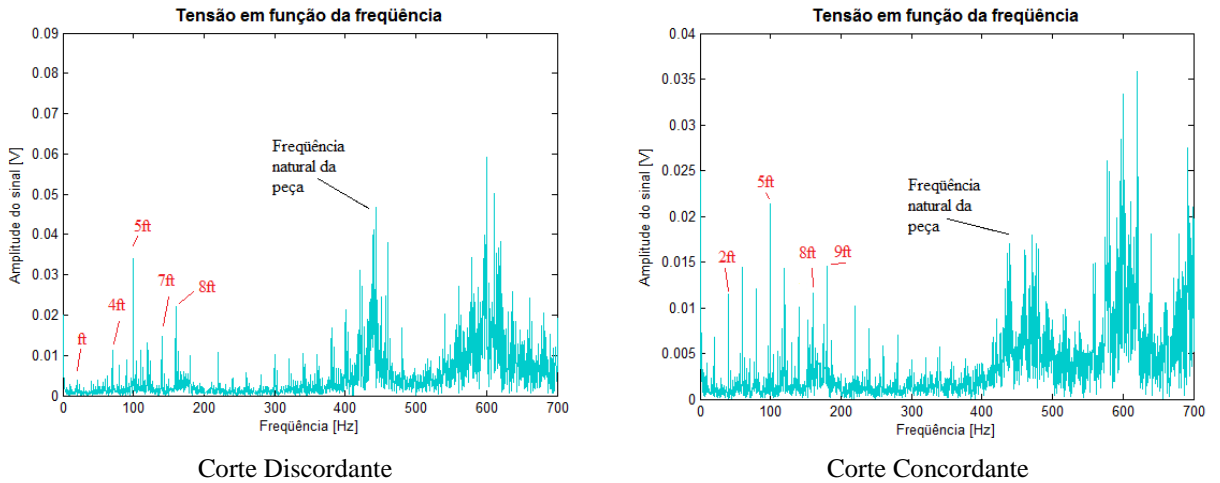 Tensão em função da freqüência
0.09
0.08
0.07
0.06
0.05
0.04
0.03
0.02
0.01
0
Amplitude do sinal [V]
Freqüência
natural da
peça
5ft
7ft
8ft
4ft
ft
0 100 200 300 400 500 600 700
Freqüência [Hz]
Corte Discordante
Tensão em função da freqüência
0.04
0.035
0.03
0.025
0.02
0.015
0.01
0.005
0
Amplitude do sinal [V]
5ft
Freqüência
natural da
peça
2ft
8ft
9ft
0 100 200 300 400 500 600 700
Freqüência [Hz]
Corte Concordante